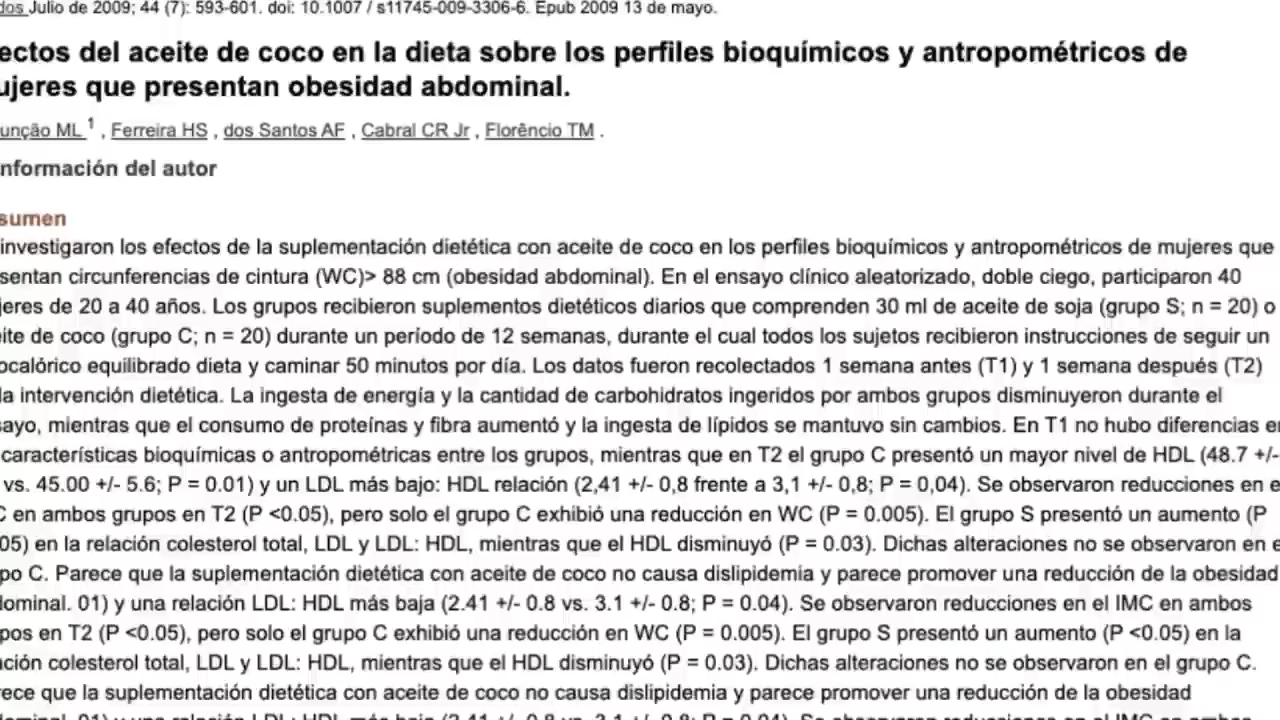 dos Julio de 2009; 44 (7): 593-601. doi: 10.1007 / s11745-009-3306-6. Epub 2009 13 de mayo.
ectos del aceite de coco en la dieta sobre los perfiles bioquímicos y antropométricos de
ujeres que presentan obesidad abdominal.
unção ML 1 , Ferreira HS , dos Santos AF , Cabral CR Jr , Florêncio TM .
nformación del autor
sumen
investigaron los efectos de la suplementación dietética con aceite de coco en los perfiles bioquímicos y antropométricos de mujeres que
sentan circunferencias de cintura (WC)> 88 cm (obesidad abdominal). En el ensayo clínico aleatorizado, doble ciego, participaron 40
jeres de 20 a 40 años. Los grupos recibieron suplementos dietéticos diarios que comprenden 30 ml de aceite de soja (grupo S; n = 20) o
ite de coco (grupo C; n = 20) durante un período de 12 semanas, durante el cual todos los sujetos recibieron instrucciones de seguir un
ocalórico equilibrado dieta y caminar 50 minutos por día. Los datos fueron recolectados 1 semana antes (T1) y 1 semana después (T2)
la intervención dietética. La ingesta de energía y la cantidad de carbohidratos ingeridos por ambos grupos disminuyeron durante el
sayo, mientras que el consumo de proteínas y fibra aumentó y la ingesta de lípidos se mantuvo sin cambios. En T1 no hubo diferencias en
características bioquímicas o antropométricas entre los grupos, mientras que en T2 el grupo C presentó un mayor nivel de HDL (48.7 +/-
vs. 45.00 +/- 5.6; P = 0.01) y un LDL más bajo: HDL relación (2,41 +/- 0,8 frente a 3,1 +/- 0,8; P = 0,04). Se observaron reducciones en e
C en ambos grupos en T2 (P <0.05), pero solo el grupo C exhibió una reducción en WC (P = 0.005). El grupo S presentó un aumento (P
05) en la relación colesterol total, LDL y LDL: HDL, mientras que el HDL disminuyó (P = 0.03). Dichas alteraciones no se observaron en e
po C. Parece que la suplementación dietética con aceite de coco no causa dislipidemia y parece promover una reducción de la obesidad
dominal. 01) y una relación LDL: HDL más baja (2.41 +/- 0.8 vs. 3.1 +/- 0.8; P = 0.04). Se observaron reducciones en el IMC en ambos
pos en T2 (P <0.05), pero solo el grupo C exhibió una reducción en WC (P = 0.005). El grupo S presentó un aumento (P <0.05) en la
ación colesterol total, LDL y LDL: HDL, mientras que el HDL disminuyó (P = 0.03). Dichas alteraciones no se observaron en el grupo C.
rece que la suplementación dietética con aceite de coco no causa dislipidemia y parece promover una reducción de la obesidad